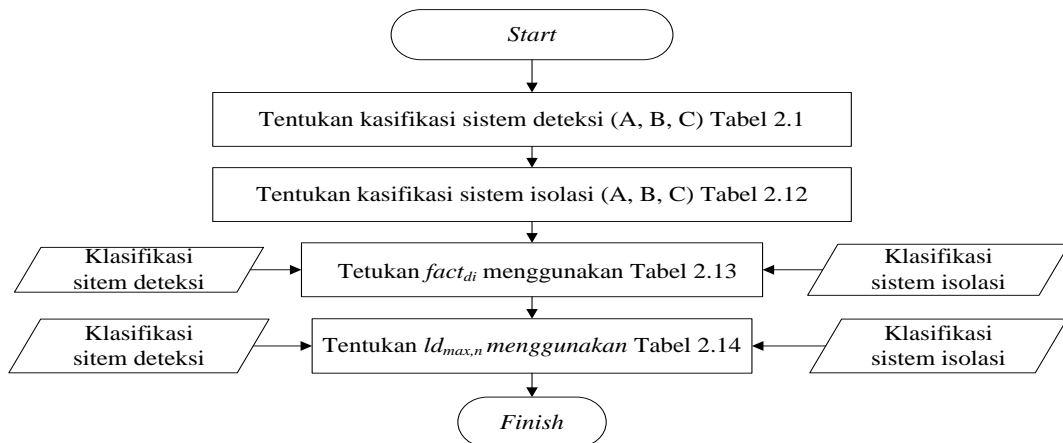 Start
Tentukan kasifikasi sistem deteksi (A, B, C) Tabel 2.1
Tentukan kasifikasi sistem isolasi (A, B, C) Tabel 2.12
Klasifikasi
sitem deteksi
Tetukan fact_di menggunakan Tabel 2.13
Klasifikasi
sistem isolasi
Klasifikasi
sitem deteksi
Tentukan ld_max,n menggunakan Tabel 2.14
Klasifikasi
sistem isolasi
Finish